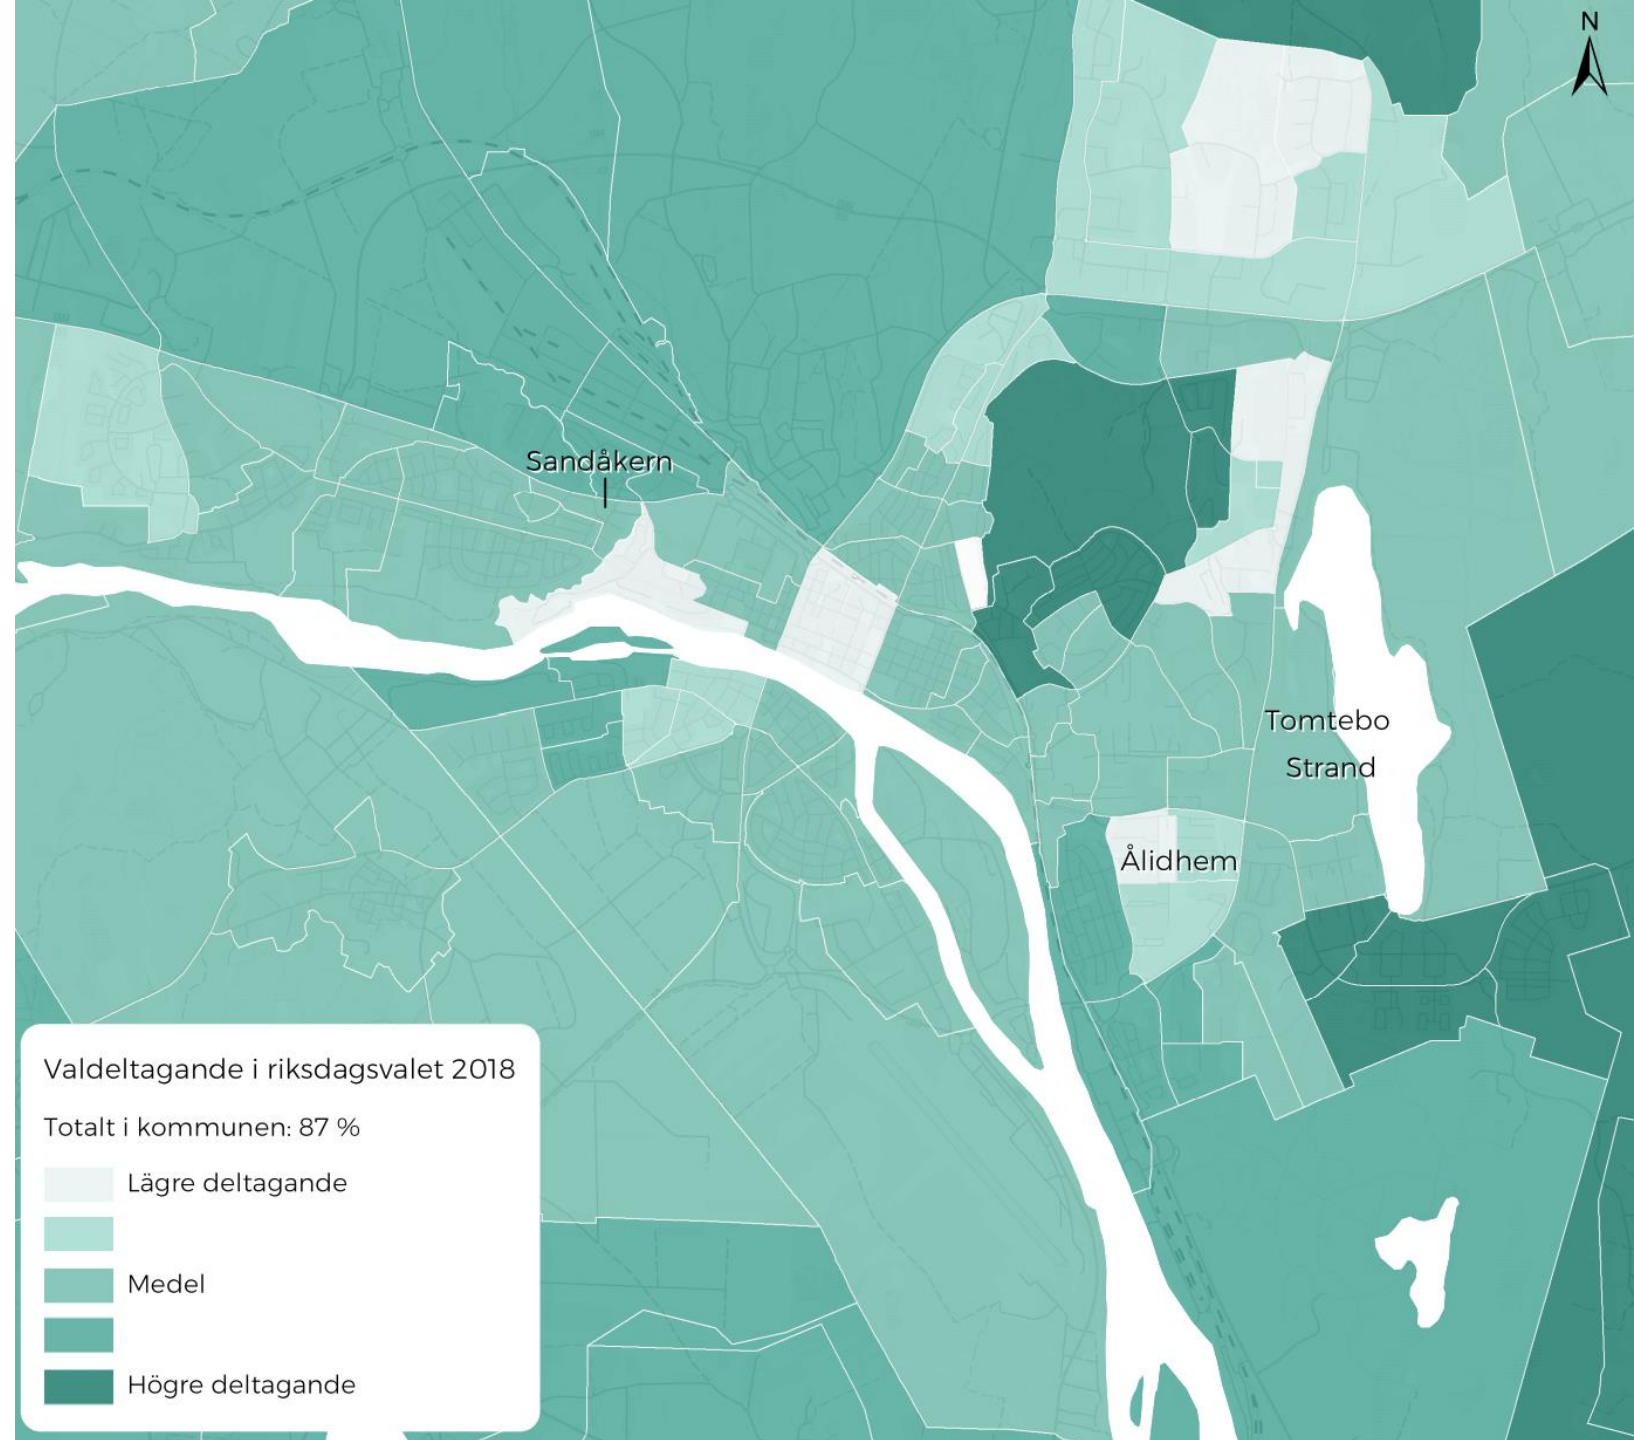 N
Sandåkern
Tomtebo
Strand
Ålidhem
Valdeltagande i riksdagsvalet 2018
Totalt i kommunen: 87 %
Lägre deltagande
Medel
Högre deltagande